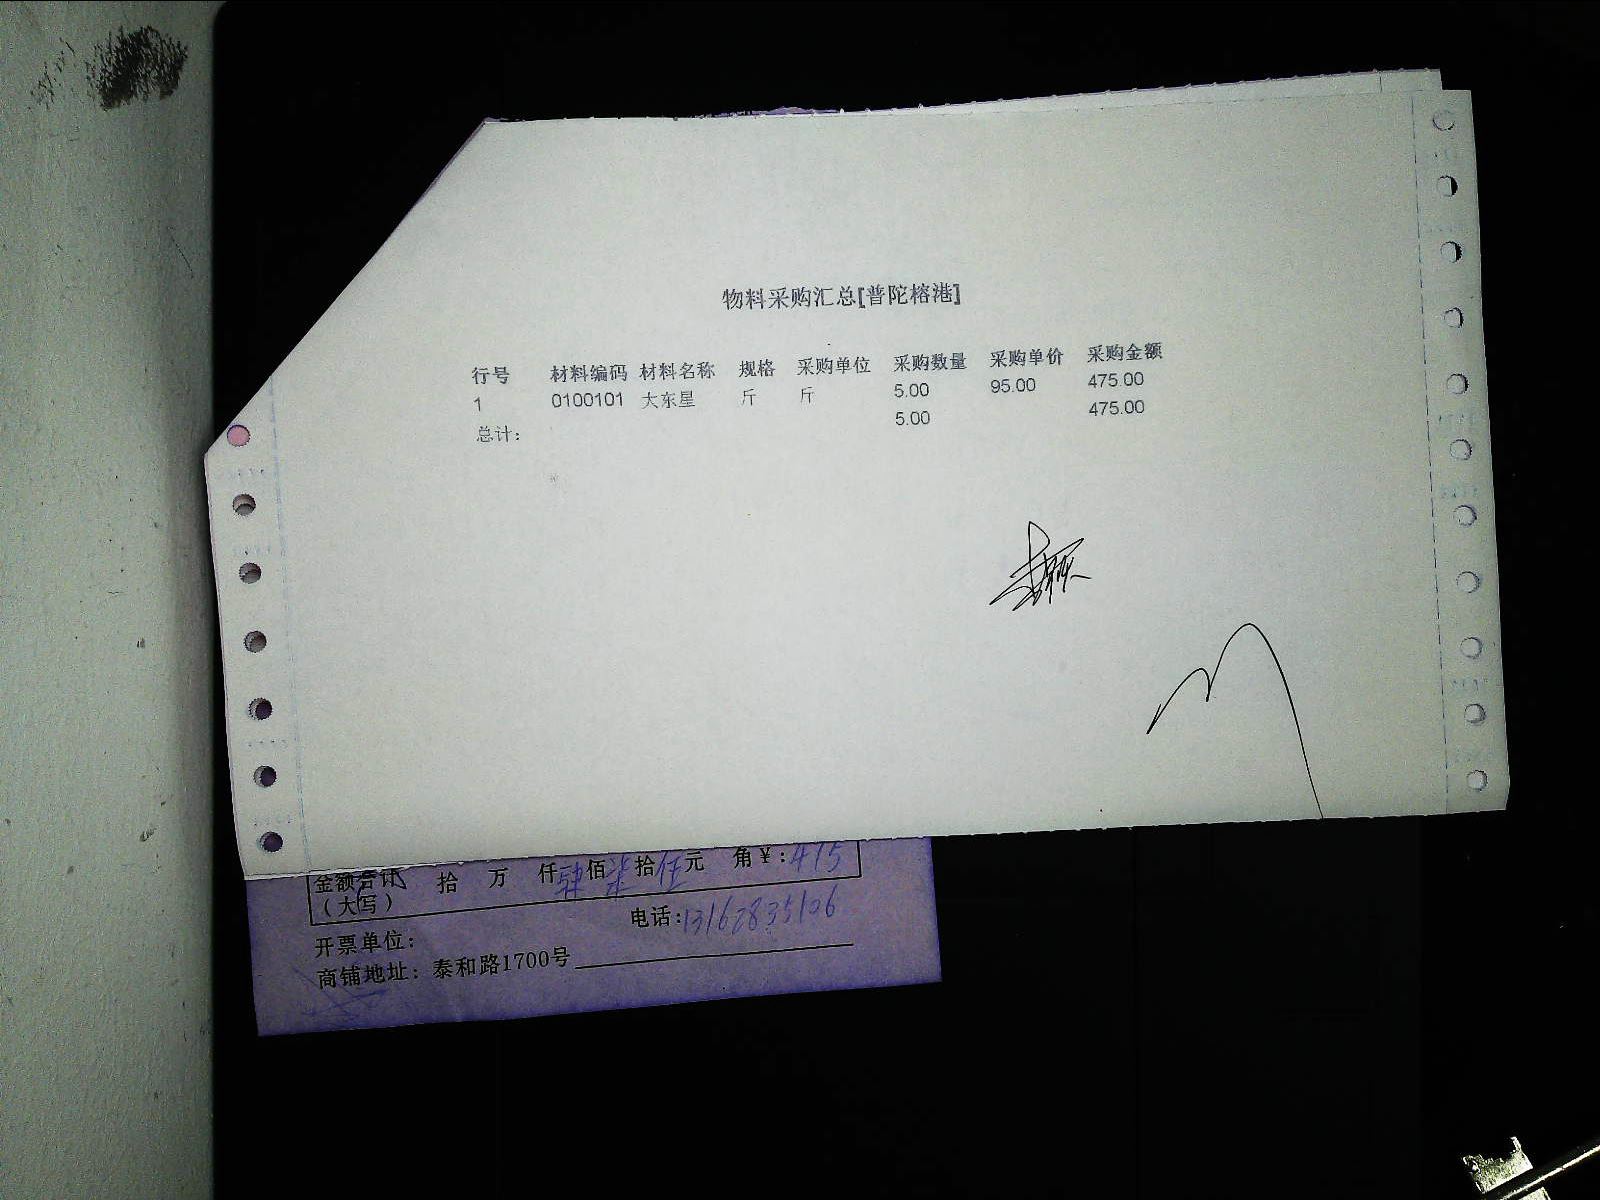 物料采购汇总[普陀榕港]
行号 材料编码 材料名称 规格 采购单位 采购数量 采购单价 采购金额
1 0100101 大东星 斤 斤 5.00 95.00 475.00
总计: 5.00 475.00
金额合计 拾 万 仟肆佰柒拾伍元 角¥:475
(大写)
电话:13162835106
开票单位:
商铺地址: 泰和路1700号